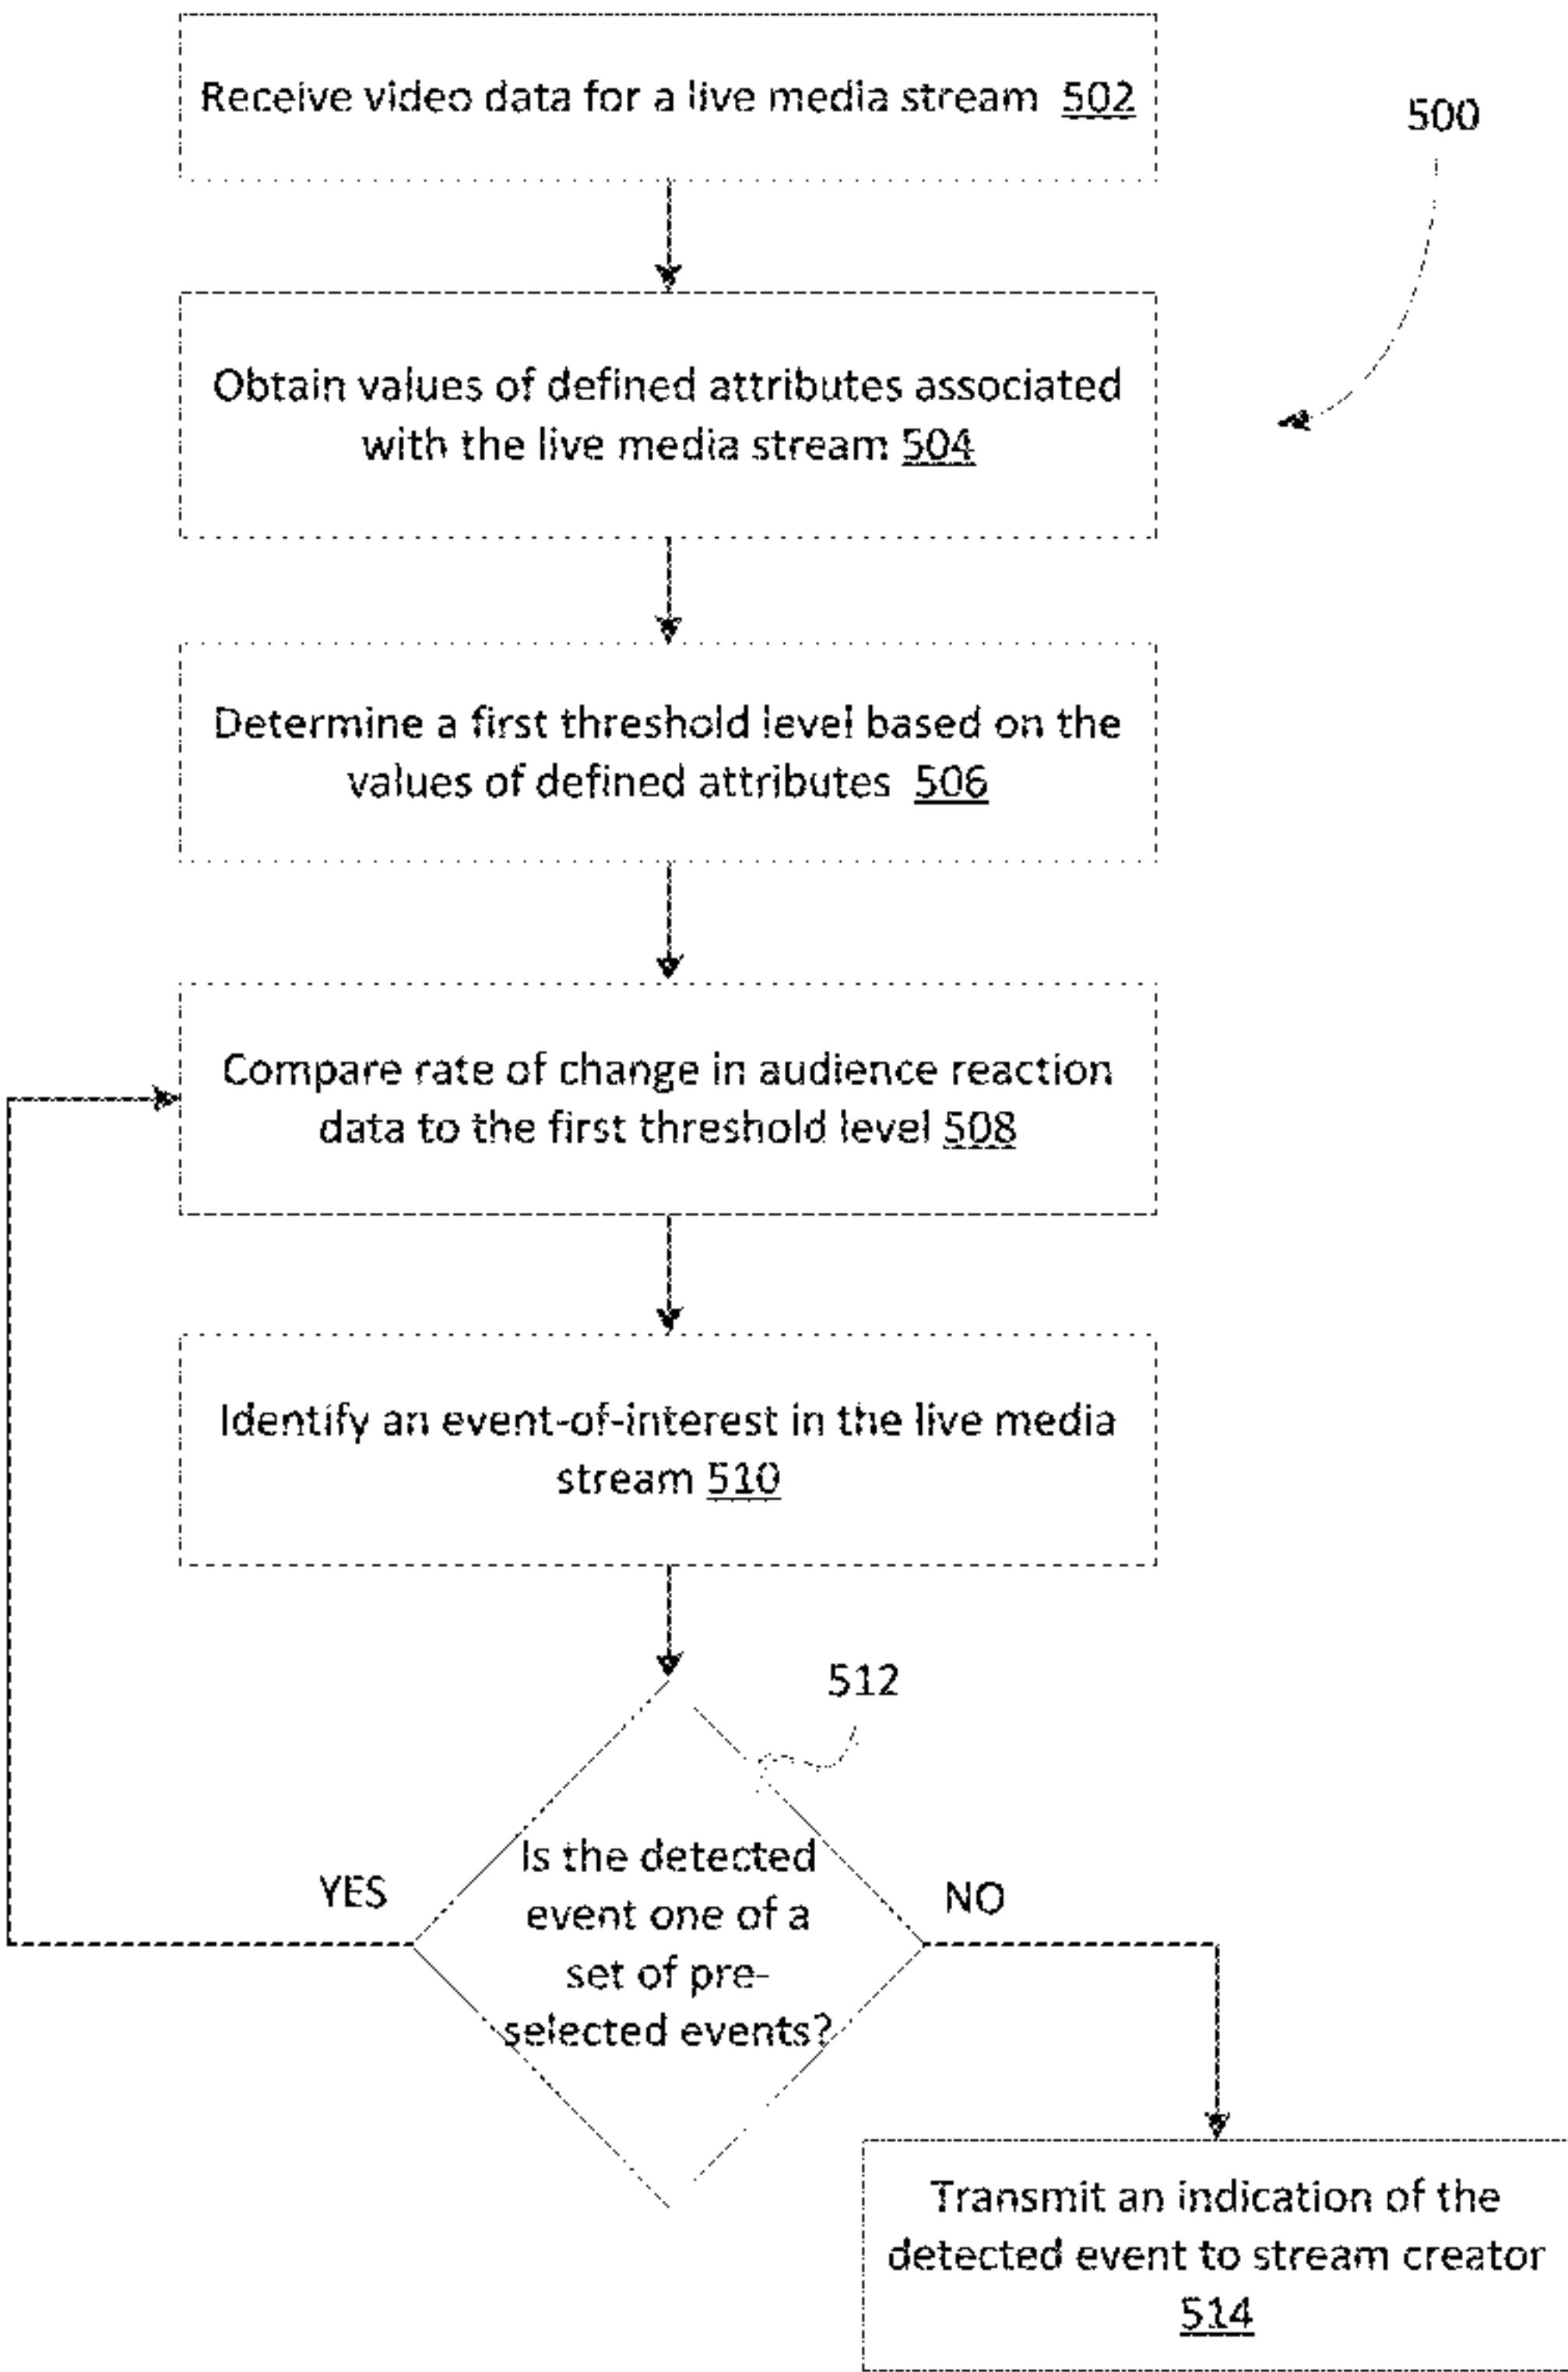 Receive video data for a live media stream 502
500
Obtain values of defined attributes associated
with the live media stream 504
Determine a first threshold level based on the
values of defined attributes 506
Compare rate of change in audience reaction
data to the first threshold level 508
Identify an event-of-interest in the live media
stream 510
512
Is the detected
event one of a
set of pre-
selected events?
YES
NO
Transmit an indication of the
detected event to stream creator
514